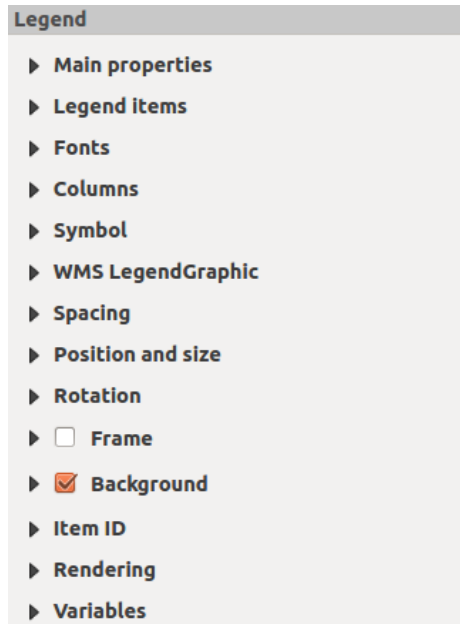 Legend
Main properties
Legend items
Fonts
Columns
Symbol
WMS LegendGraphic
Spacing
Position and size
Rotation
Frame
Background
Item ID
Rendering
Variables